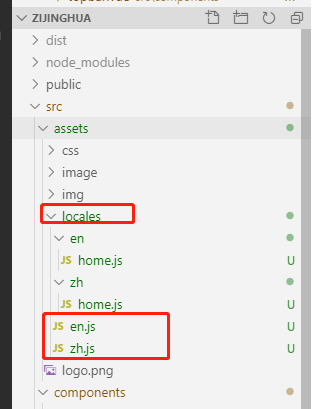 ZIJINGHUA
dist
node_modules
public
src
assets
css
image
img
locales
en
JS home.js U
zh
JS home.js U
JS en.js U
JS zh.js U
logo.png
components